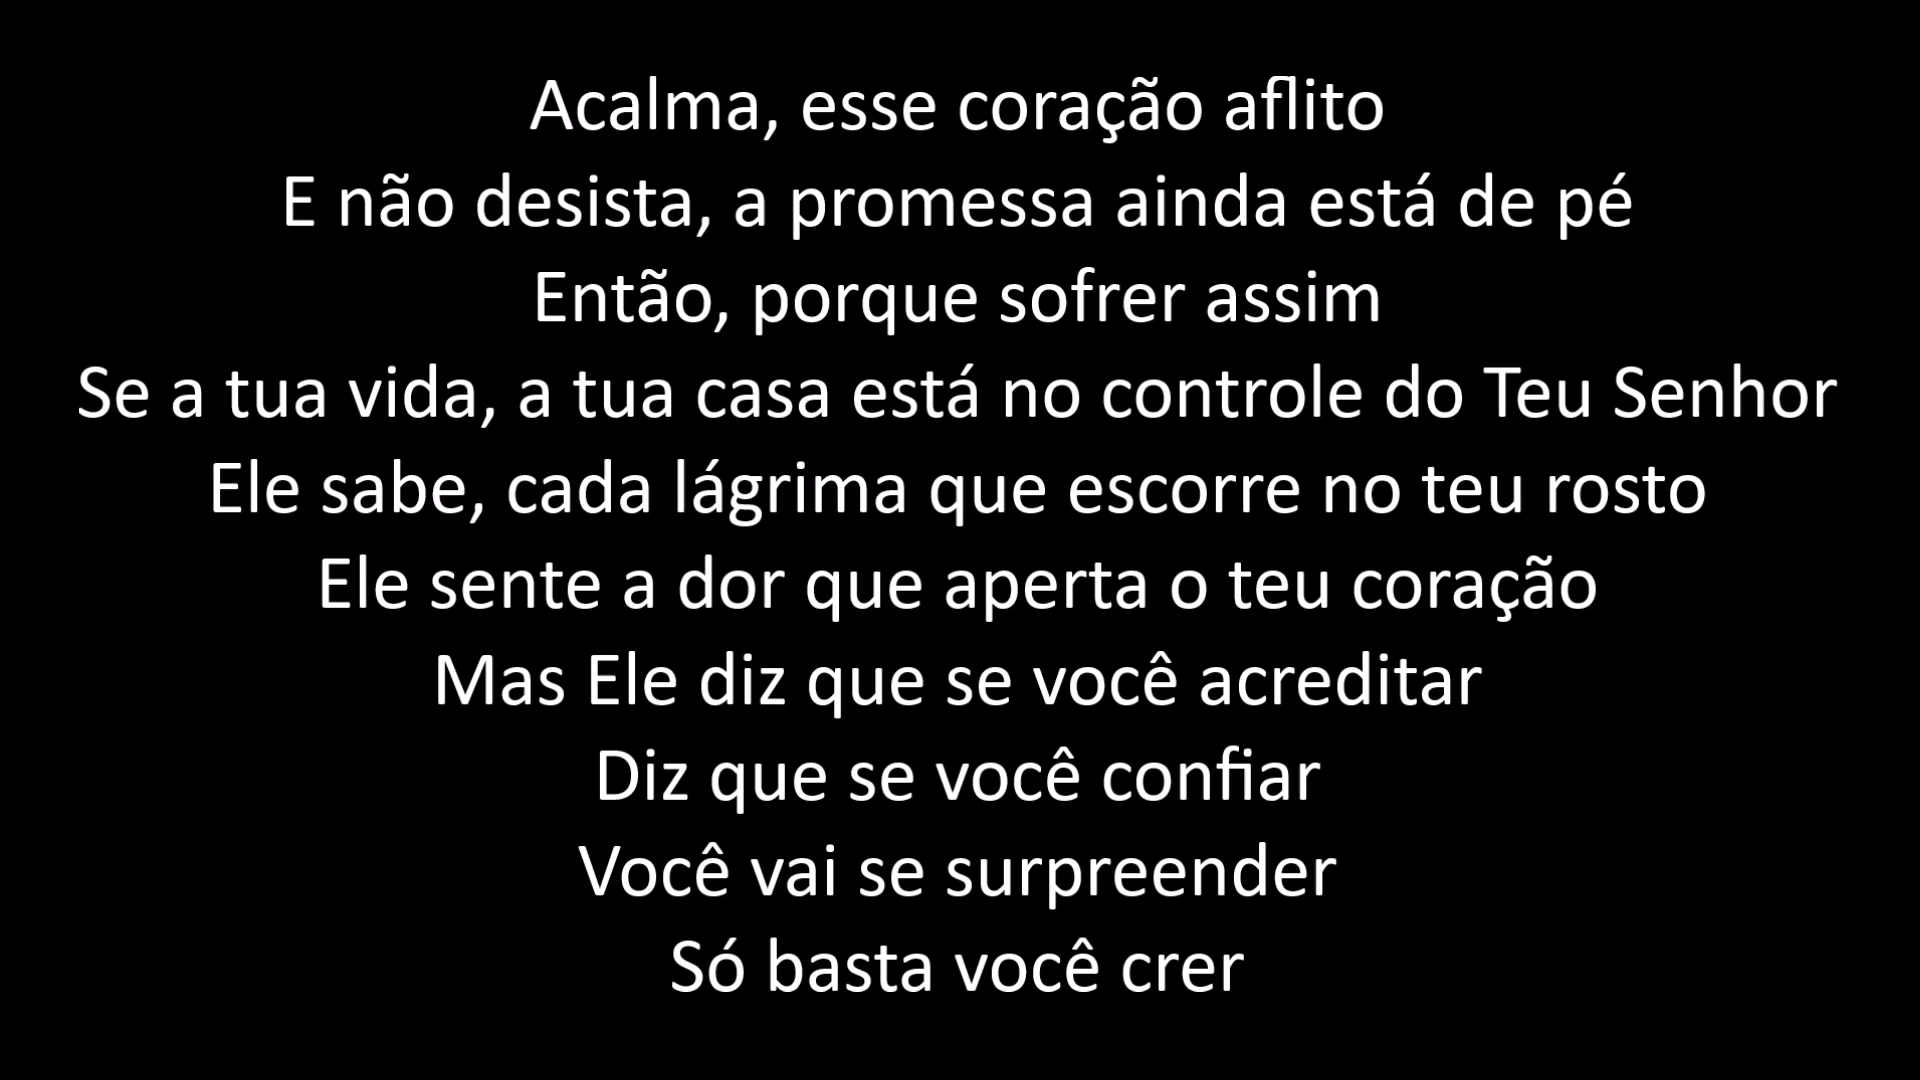 Acalma, esse coração aflito
E não desista, a promessa ainda está de pé
Então, porque sofrer assim
Se a tua vida, a tua casa está no controle do Teu Senhor
Ele sabe, cada lágrima que escorre no teu rosto
Ele sente a dor que aperta o teu coração
Mas Ele diz que se você acreditar
Diz que se você confiar
Você vai se surpreender
Só basta você crer